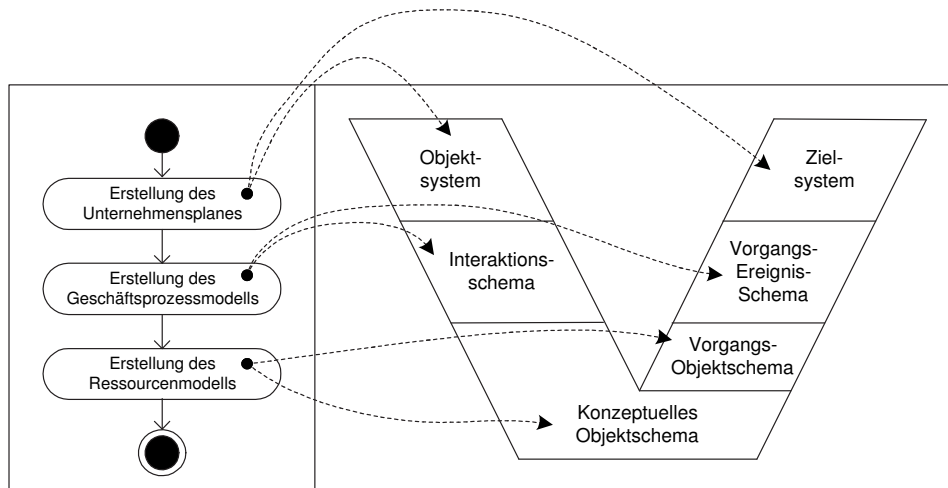 Erstellung des
Unternehmensplanes
Erstellung des
Geschäftsprozessmodells
Erstellung des
Ressourcenmodells
Objekt-
system
Interaktions-
schema
Konzeptuelles
Objektschema
Ziel-
system
Vorgangs-
Ereignis-
Schema
Vorgangs-
Objektschema